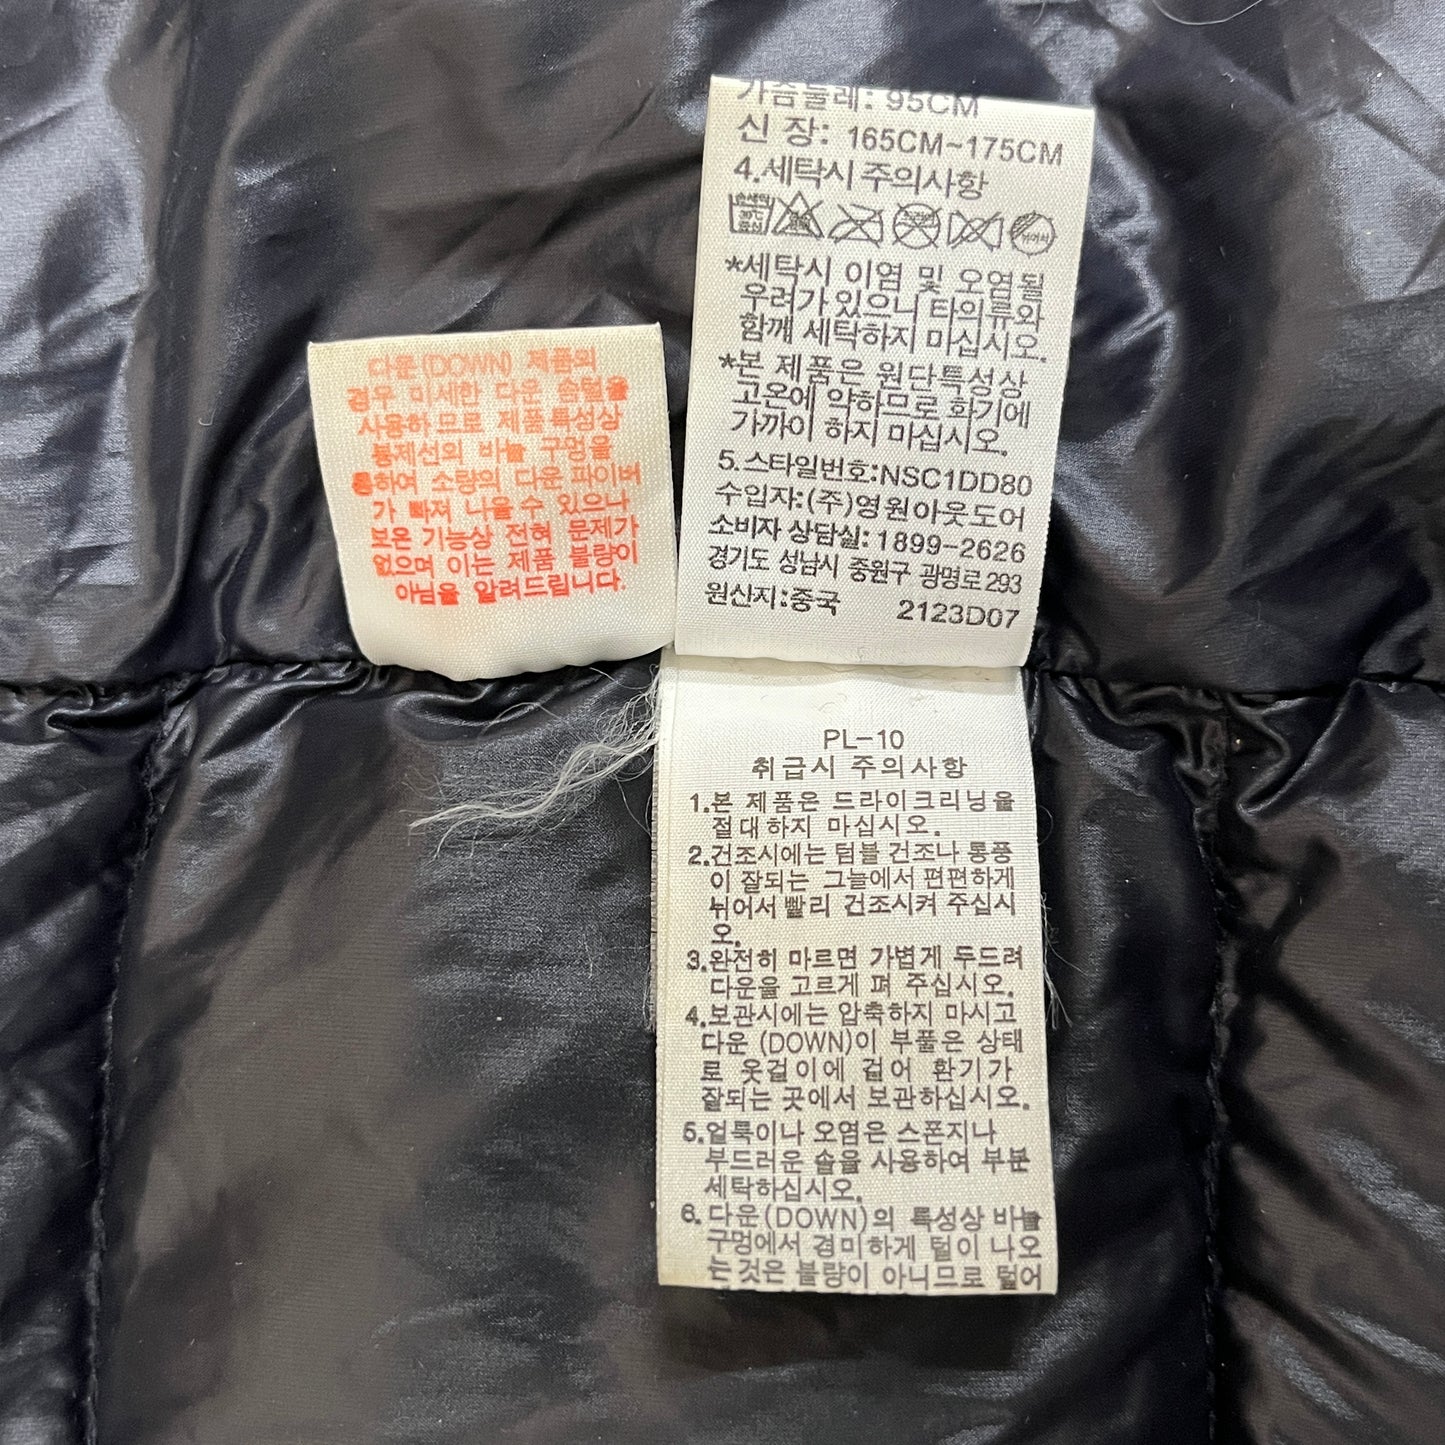 가슴둘레: 95CM
신 장: 165CM~175CM
4.세탁시 주의사항
손세탁
30℃
중성
*세탁시 이염 및 오염될
우려가 있으니 타의류와
함께 세탁하지 마십시오.
*본 제품은 원단특성상
고온에 약하므로 화기에
가까이 하지 마십시오.
5.스타일번호:NSC1DD80
수입자:(주)영원아웃도어
소비자 상담실:1899-2626
경기도 성남시 중원구 광명로 293
원산지:중국 2123D07
다운(DOWN) 제품의
경우 미세한 다운 솜털을
사용하므로 제품특성상
봉제선의 바늘 구멍을
통하여 소량의 다운 파이버
가 빠져 나올 수 있으나
보온 기능상 전혀 문제가
없으며 이는 제품 불량이
아님을 알려드립니다.
PL-10
취급시 주의사항
1.본 제품은 드라이크리닝을
절대하지 마십시오.
2.건조시에는 텀블 건조나 통풍
이 잘되는 그늘에서 편편하게
뉘어서 빨리 건조시켜 주십시
오.
3.완전히 마르면 가볍게 두드려
다운을 고르게 펴 주십시오.
4.보관시에는 압축하지 마시고
다운 (DOWN)이 부풀은 상태
로 옷걸이에 걸어 환기가
잘되는 곳에서 보관하십시오.
5.얼룩이나 오염은 스폰지나
부드러운 솔을 사용하여 부분
세탁하십시오.
6.다운(DOWN)의 특성상 바늘
구멍에서 경미하게 털이 나오
는것은 불량이 아니므로 털어